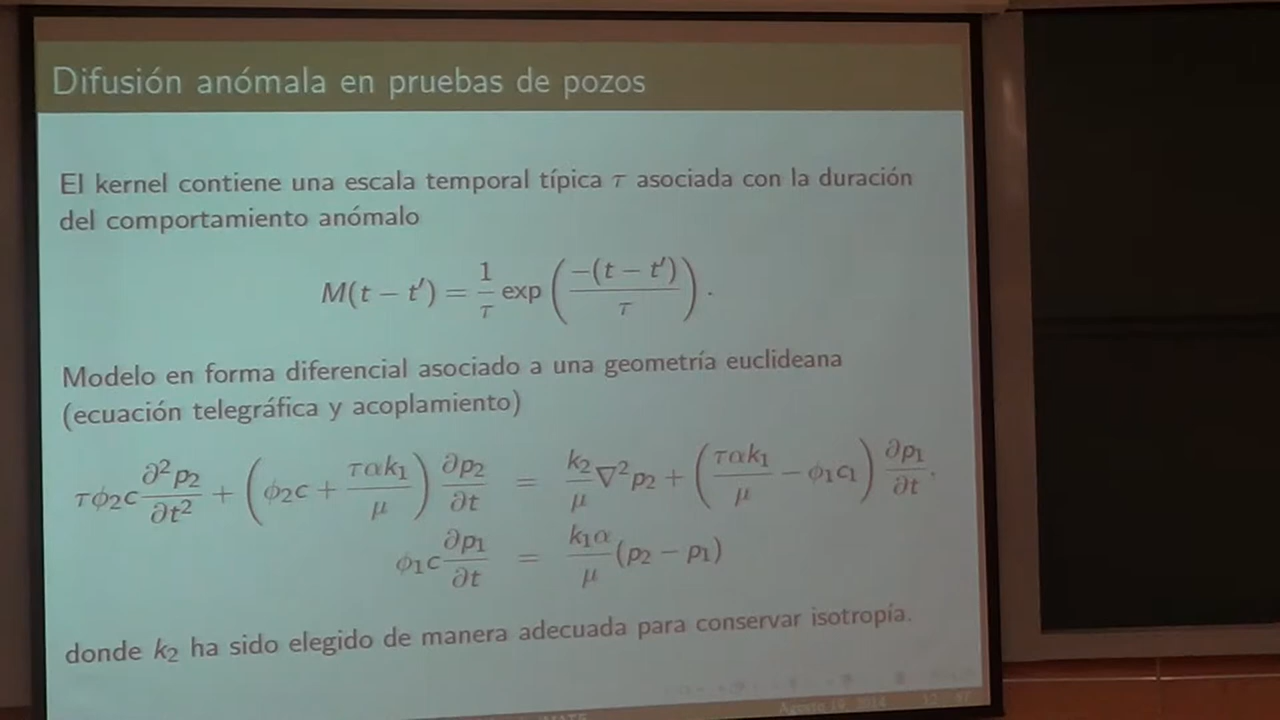 Difusión anómala en pruebas de pozos
El kernel contiene una escala temporal típica τ asociada con la duración
del comportamiento anómalo
M(t − t′) = 1/τ exp(−(t − t′)/τ).
Modelo en forma diferencial asociado a una geometría euclideana
(ecuación telegráfica y acoplamiento)
τϕ₂c ∂²p₂/∂t² + (ϕ₂c + ταk₁/μ) ∂p₂/∂t = k₂/μ ∇²p₂ + (ταk₁/μ − ϕ₁c₁) ∂p₁/∂t.
ϕ₁c ∂p₁/∂t = k₁α/μ (p₂ − p₁)
donde k₂ ha sido elegido de manera adecuada para conservar isotropía.
Agosto